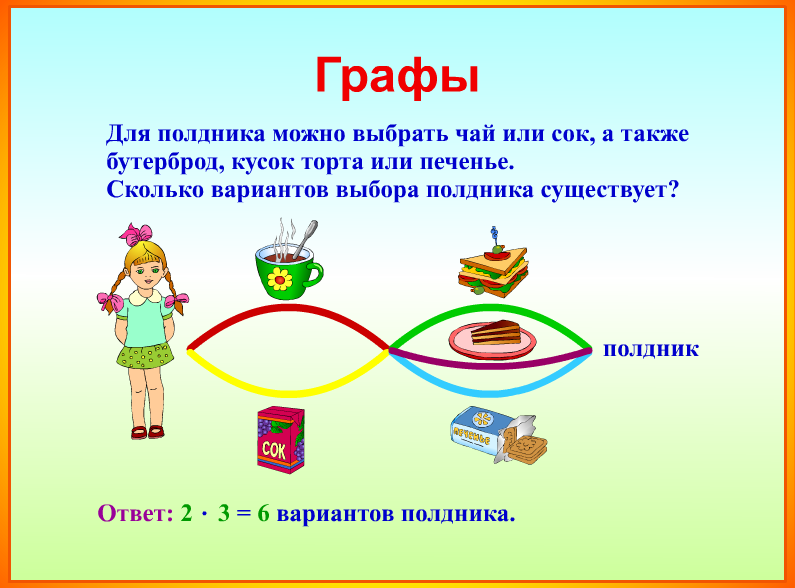 Графы
Для полдника можно выбрать чай или сок, а также
бутерброд, кусок торта или печенье.
Сколько вариантов выбора полдника существует?
полдник
СОК
ПЕЧЕНЬЕ
Ответ: 2 · 3 = 6 вариантов полдника.